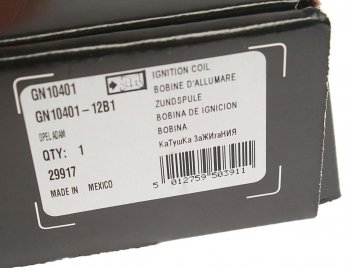 GN10401
GN10401-12B1
OPEL ADAM
QTY: 1
29917
MADE IN MEXICO
IGNITION COIL
BOBINE D'ALLUMARE
ZUNDSPULE
BOBINA DE IGNICION
BOBINA
КаТушКа ЗаЖИгаНИЯ
5 012759 503911